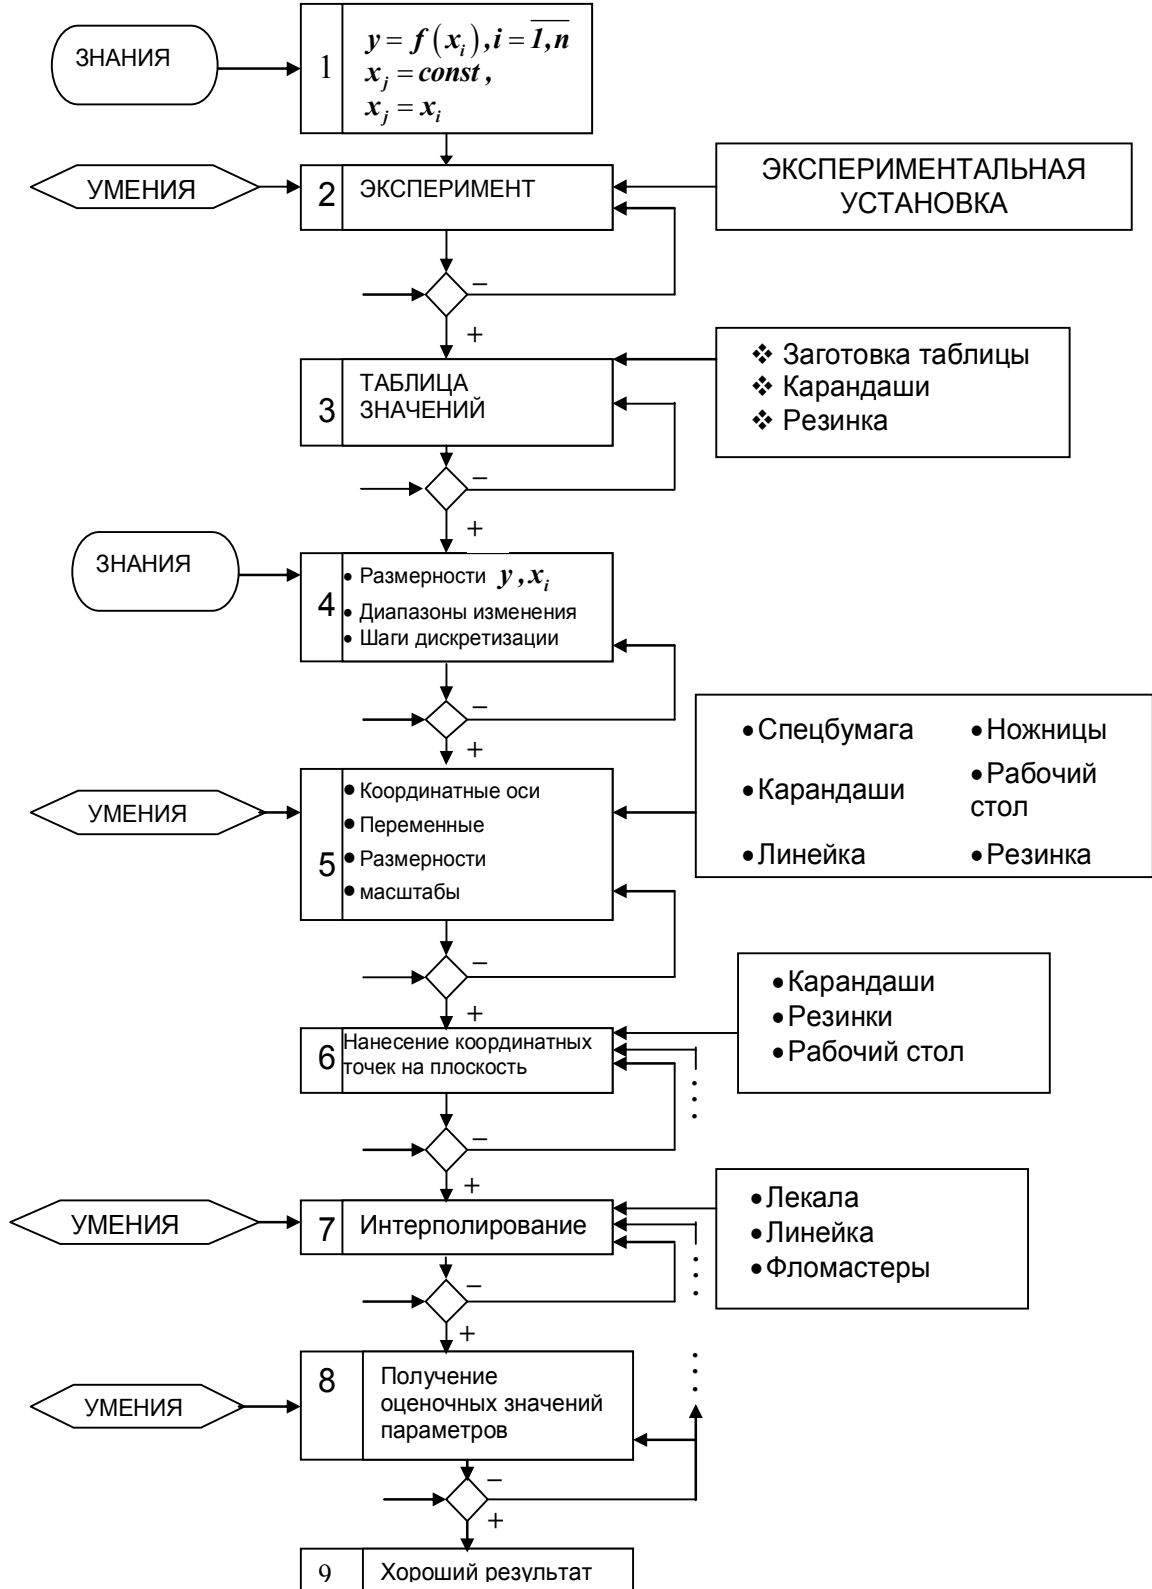 ЗНАНИЯ
1
y = f(x_i), i = \overline{1,n}
x_j = const,
x_j = x_i
УМЕНИЯ
2
ЭКСПЕРИМЕНТ
ЭКСПЕРИМЕНТАЛЬНАЯ
УСТАНОВКА
–
+
3
ТАБЛИЦА
ЗНАЧЕНИЙ
❖ Заготовка таблицы
❖ Карандаши
❖ Резинка
–
+
ЗНАНИЯ
4
• Размерности y, x_i
• Диапазоны изменения
• Шаги дискретизации
–
+
УМЕНИЯ
5
• Координатные оси
• Переменные
• Размерности
• масштабы
• Спецбумага
• Карандаши
• Линейка
• Ножницы
• Рабочий
стол
• Резинка
–
+
6
Нанесение координатных
точек на плоскость
• Карандаши
• Резинки
• Рабочий стол
–
+
УМЕНИЯ
7
Интерполирование
• Лекала
• Линейка
• Фломастеры
–
+
УМЕНИЯ
8
Получение
оценочных значений
параметров
–
+
9
Хороший результат